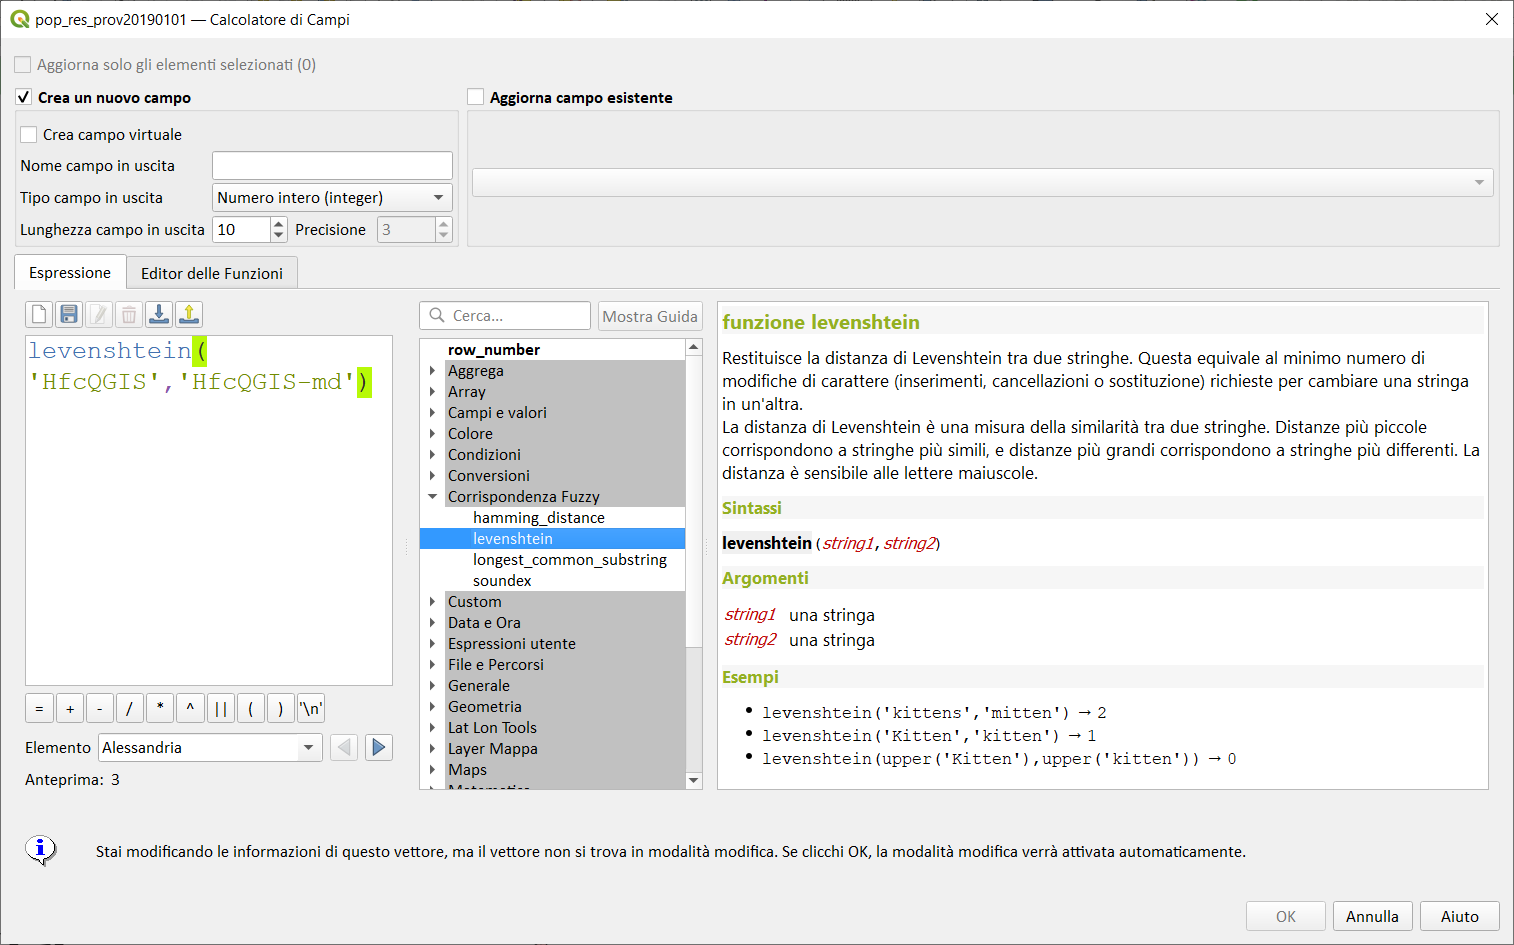 pop_res_prov20190101 — Calcolatore di Campi
Aggiorna solo gli elementi selezionati (0)
Crea un nuovo campo
Aggiorna campo esistente
Crea campo virtuale
Nome campo in uscita
Tipo campo in uscita Numero intero (integer)
Lunghezza campo in uscita 10 Precisione 3
Espressione Editor delle Funzioni
levenshtein(
'HfcQGIS','HfcQGIS-md')
= + - / * ^ || ( ) '\n'
Elemento Alessandria
Anteprima: 3
Cerca... Mostra Guida
row_number
Aggrega
Array
Campi e valori
Colore
Condizioni
Conversioni
Corrispondenza Fuzzy
hamming_distance
levenshtein
longest_common_substring
soundex
Custom
Data e Ora
Espressioni utente
File e Percorsi
Generale
Geometria
Lat Lon Tools
Layer Mappa
Maps
Matematica
funzione levenshtein
Restituisce la distanza di Levenshtein tra due stringhe. Questa equivale al minimo numero di
modifiche di carattere (inserimenti, cancellazioni o sostituzione) richieste per cambiare una stringa
in un'altra.
La distanza di Levenshtein è una misura della similarità tra due stringhe. Distanze più piccole
corrispondono a stringhe più simili, e distanze più grandi corrispondono a stringhe più differenti. La
distanza è sensibile alle lettere maiuscole.
Sintassi
levenshtein(string1, string2)
Argomenti
string1 una stringa
string2 una stringa
Esempi
• levenshtein('kittens','mitten') → 2
• levenshtein('Kitten','kitten') → 1
• levenshtein(upper('Kitten'),upper('kitten')) → 0
Stai modificando le informazioni di questo vettore, ma il vettore non si trova in modalità modifica. Se clicchi OK, la modalità modifica verrà attivata automaticamente.
OK Annulla Aiuto